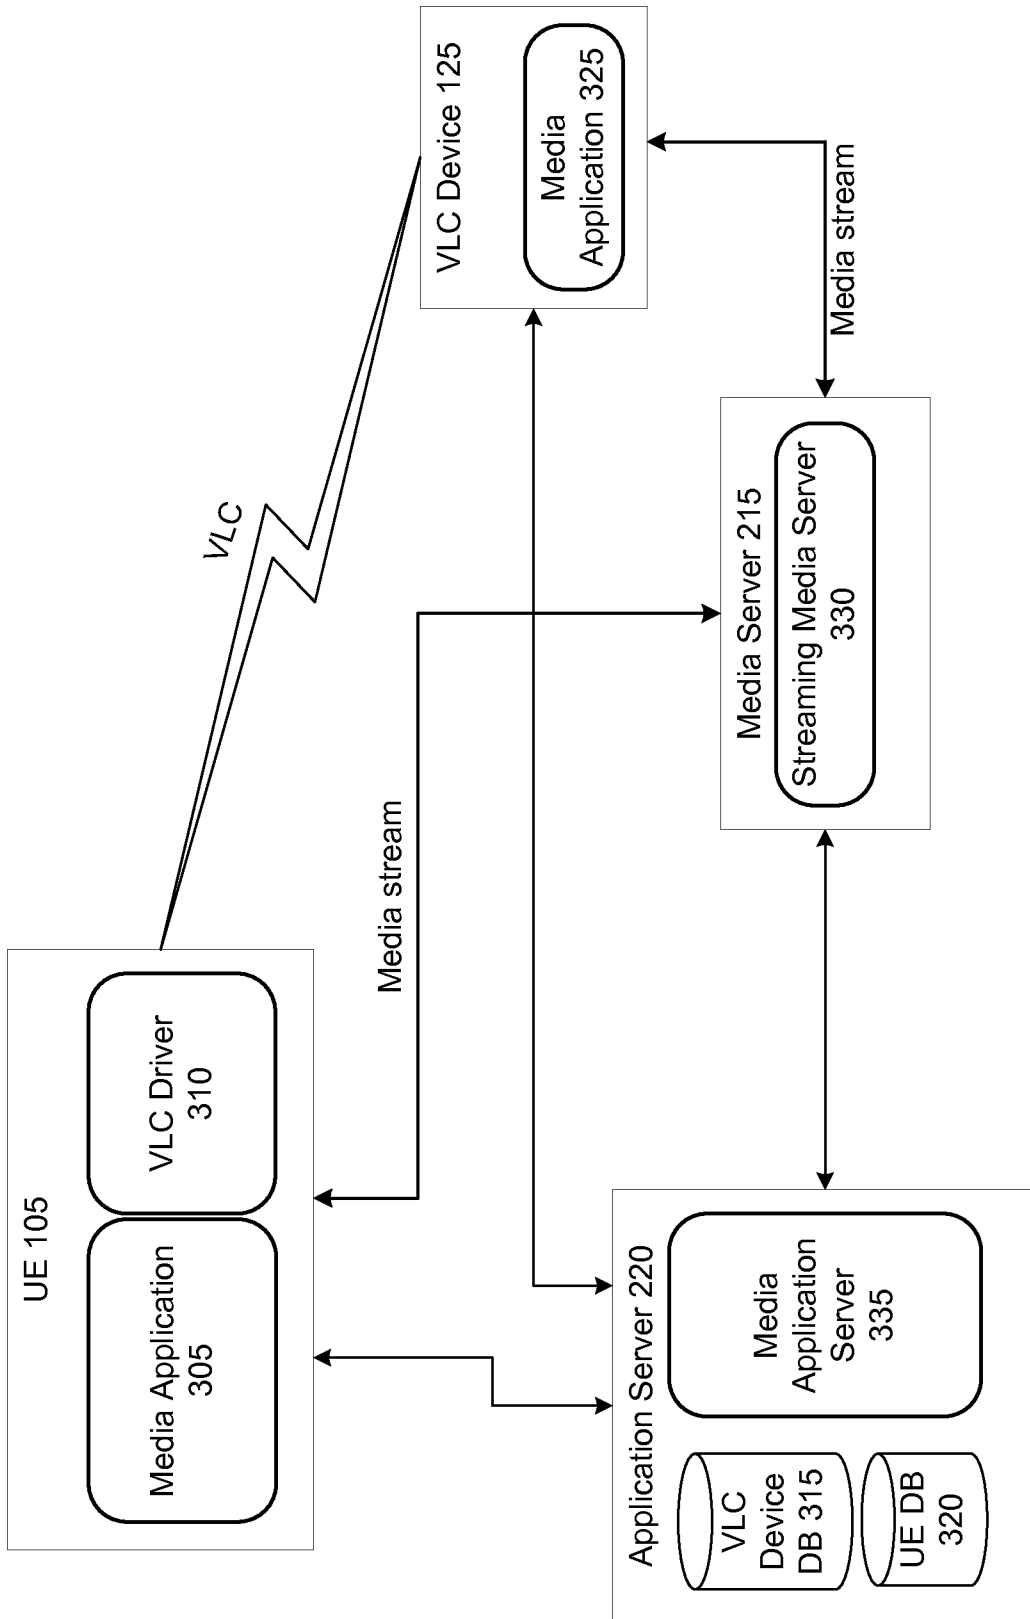 UE 105
Media Application
305
VLC Driver
310
VLC
VLC Device 125
Media
Application 325
Media stream
Media stream
Application Server 220
VLC
Device
DB 315
UE DB
320
Media
Application
Server
335
Media Server 215
Streaming Media Server
330